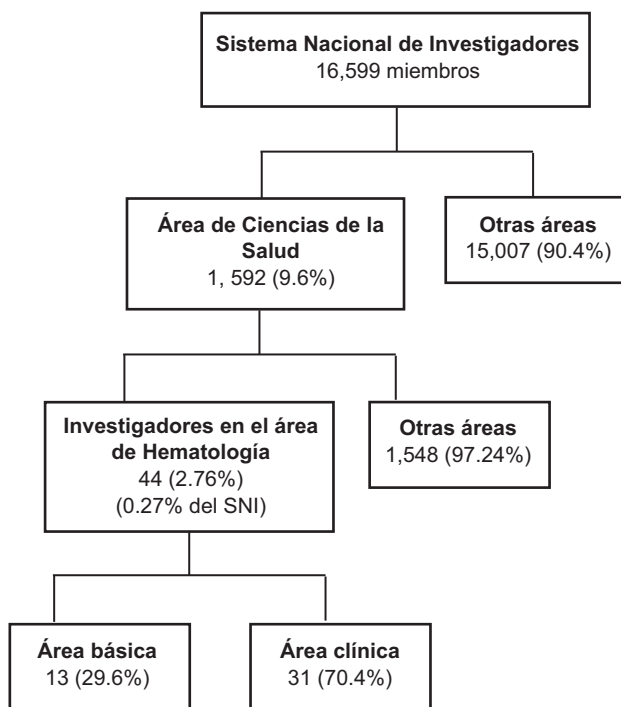 Sistema Nacional de Investigadores
16,599 miembros
Área de Ciencias de la
Salud
1, 592 (9.6%)
Otras áreas
15,007 (90.4%)
Investigadores en el área
de Hematología
44 (2.76%)
(0.27% del SNI)
Otras áreas
1,548 (97.24%)
Área básica
13 (29.6%)
Área clínica
31 (70.4%)